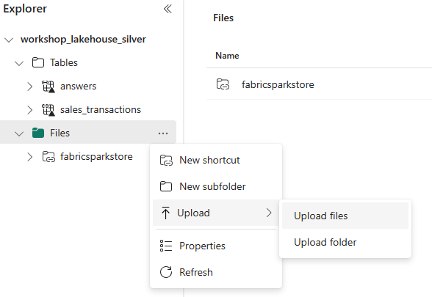 Explorer
workshop_lakehouse_silver
Tables
answers
sales_transactions
Files
fabricsparkstore
Files
Name
fabricsparkstore
New shortcut
New subfolder
Upload
Properties
Refresh
Upload files
Upload folder